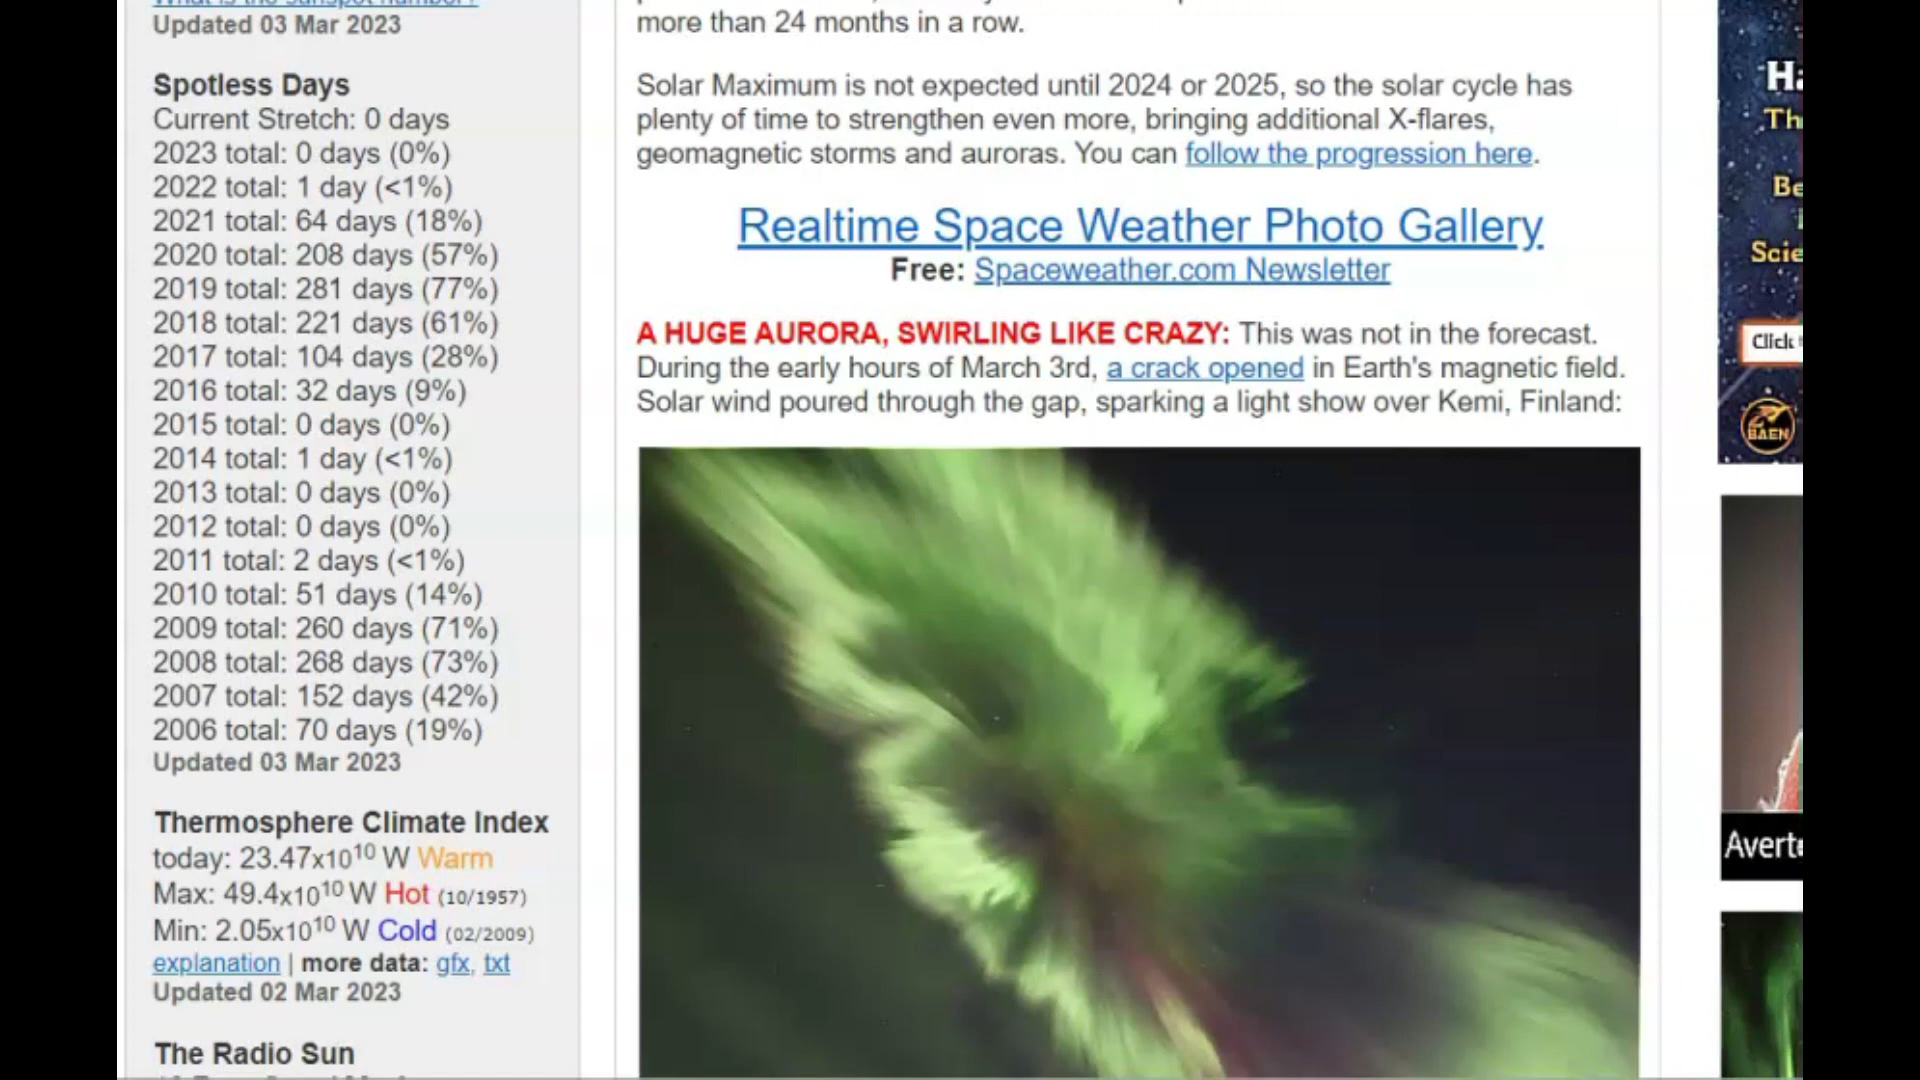 What is the sunspot number?
Updated 03 Mar 2023
Spotless Days
Current Stretch: 0 days
2023 total: 0 days (0%)
2022 total: 1 day (<1%)
2021 total: 64 days (18%)
2020 total: 208 days (57%)
2019 total: 281 days (77%)
2018 total: 221 days (61%)
2017 total: 104 days (28%)
2016 total: 32 days (9%)
2015 total: 0 days (0%)
2014 total: 1 day (<1%)
2013 total: 0 days (0%)
2012 total: 0 days (0%)
2011 total: 2 days (<1%)
2010 total: 51 days (14%)
2009 total: 260 days (71%)
2008 total: 268 days (73%)
2007 total: 152 days (42%)
2006 total: 70 days (19%)
Updated 03 Mar 2023
Thermosphere Climate Index
today: 23.47x10¹⁰ W Warm
Max: 49.4x10¹⁰ W Hot (10/1957)
Min: 2.05x10¹⁰ W Cold (02/2009)
explanation | more data: gfx, txt
Updated 02 Mar 2023
The Radio Sun
more than 24 months in a row.
Solar Maximum is not expected until 2024 or 2025, so the solar cycle has
plenty of time to strengthen even more, bringing additional X-flares,
geomagnetic storms and auroras. You can follow the progression here.
Realtime Space Weather Photo Gallery
Free: Spaceweather.com Newsletter
A HUGE AURORA, SWIRLING LIKE CRAZY: This was not in the forecast.
During the early hours of March 3rd, a crack opened in Earth's magnetic field.
Solar wind poured through the gap, sparking a light show over Kemi, Finland:
Th
Be
Scie
Click
BAEN
Averte